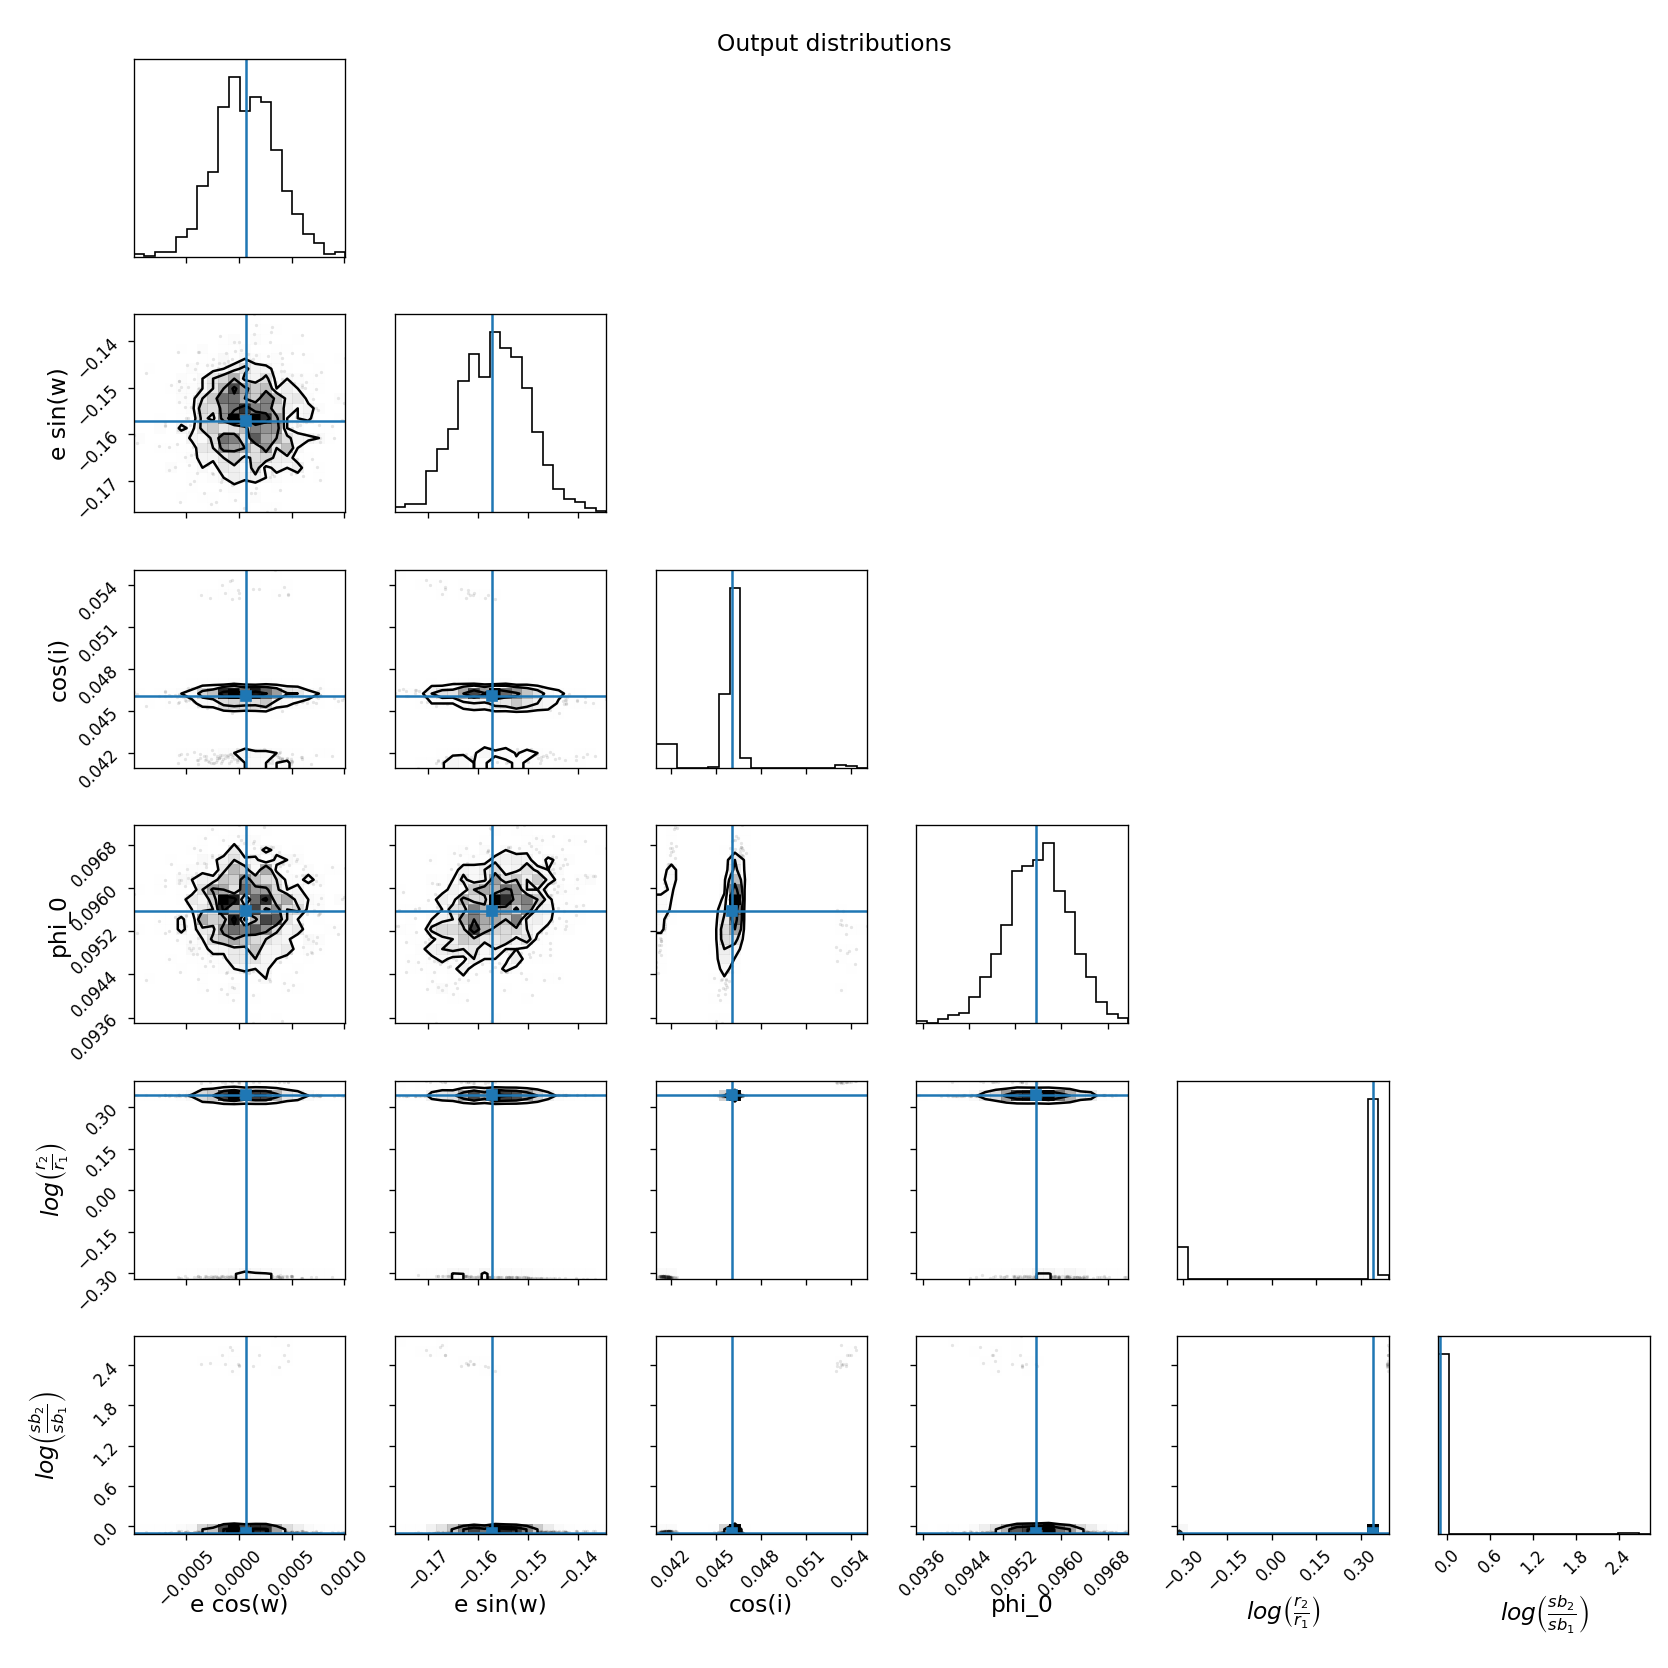 Output distributions
e sin(w)
−0.14
−0.15
−0.16
−0.17
cos(i)
0.054
0.051
0.048
0.045
0.042
phi_0
0.0968
0.0960
0.0952
0.0944
0.0936
log(r2/r1)
0.30
0.15
0.00
−0.15
−0.30
log(sb2/sb1)
2.4
1.8
1.2
0.6
0.0
−0.0005 0.0000 0.0005 0.0010
e cos(w)
−0.17 −0.16 −0.15 −0.14
e sin(w)
0.042 0.045 0.048 0.051 0.054
cos(i)
0.0936 0.0944 0.0952 0.0960 0.0968
phi_0
−0.30 −0.15 0.00 0.15 0.30
log(r2/r1)
0.0 0.6 1.2 1.8 2.4
log(sb2/sb1)